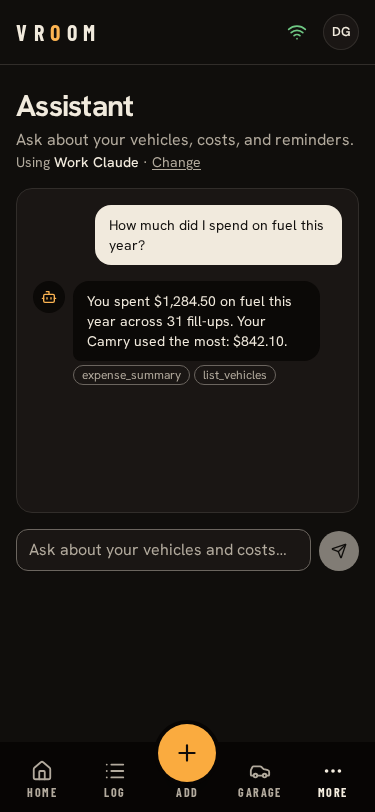 VROOM
DG
Assistant
Ask about your vehicles, costs, and reminders.
Using Work Claude · Change
How much did I spend on fuel this
year?
You spent $1,284.50 on fuel this
year across 31 fill-ups. Your
Camry used the most: $842.10.
expense_summary list_vehicles
Ask about your vehicles and costs...
HOME LOG ADD GARAGE MORE